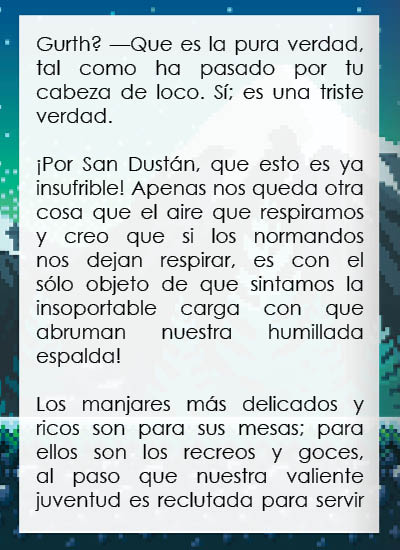 Gurth? —Que es la pura verdad,
tal como ha pasado por tu
cabeza de loco. Sí; es una triste
verdad.
¡Por San Dustán, que esto es ya
insufrible! Apenas nos queda otra
cosa que el aire que respiramos
y creo que si los normandos
nos dejan respirar, es con el
sólo objeto de que sintamos la
insoportable carga con que
abruman nuestra humillada
espalda!
Los manjares más delicados y
ricos son para sus mesas; para
ellos son los recreos y goces,
al paso que nuestra valiente
juventud es reclutada para servir